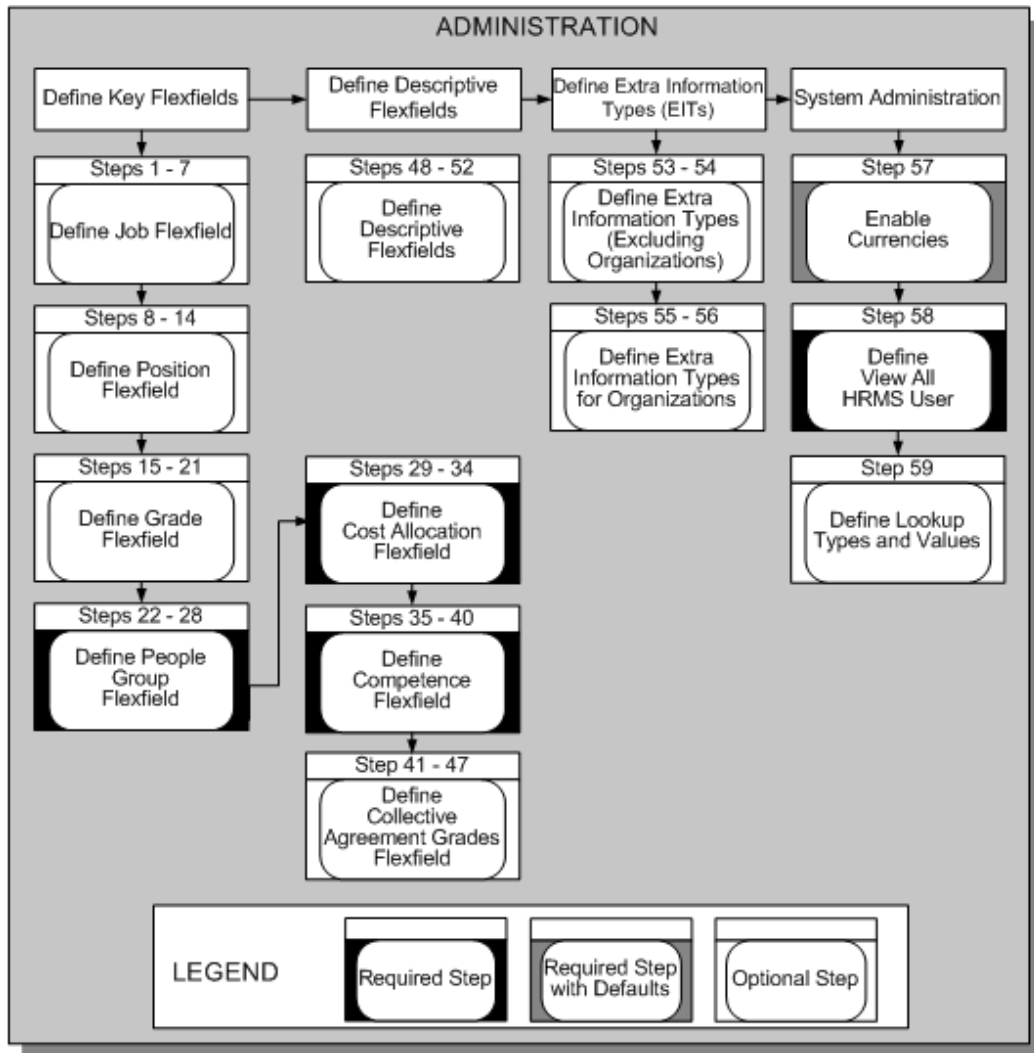 ADMINISTRATION
Define Key Flexfields
Define Descriptive
Flexfields
Define Extra Information
Types (EITs)
System Administration
Steps 1 - 7
Define Job Flexfield
Steps 8 - 14
Define Position
Flexfield
Steps 15 - 21
Define Grade
Flexfield
Steps 22 - 28
Define People
Group
Flexfield
Steps 29 - 34
Define
Cost Allocation
Flexfield
Steps 35 - 40
Define
Competence
Flexfield
Step 41 - 47
Define
Collective
Agreement Grades
Flexfield
Steps 48 - 52
Define
Descriptive
Flexfields
Steps 53 - 54
Define Extra
Information Types
(Excluding
Organizations)
Steps 55 - 56
Define Extra
Information Types
for Organizations
Step 57
Enable
Currencies
Step 58
Define
View All
HRMS User
Step 59
Define Lookup
Types and Values
LEGEND
Required Step
Required Step
with Defaults
Optional Step